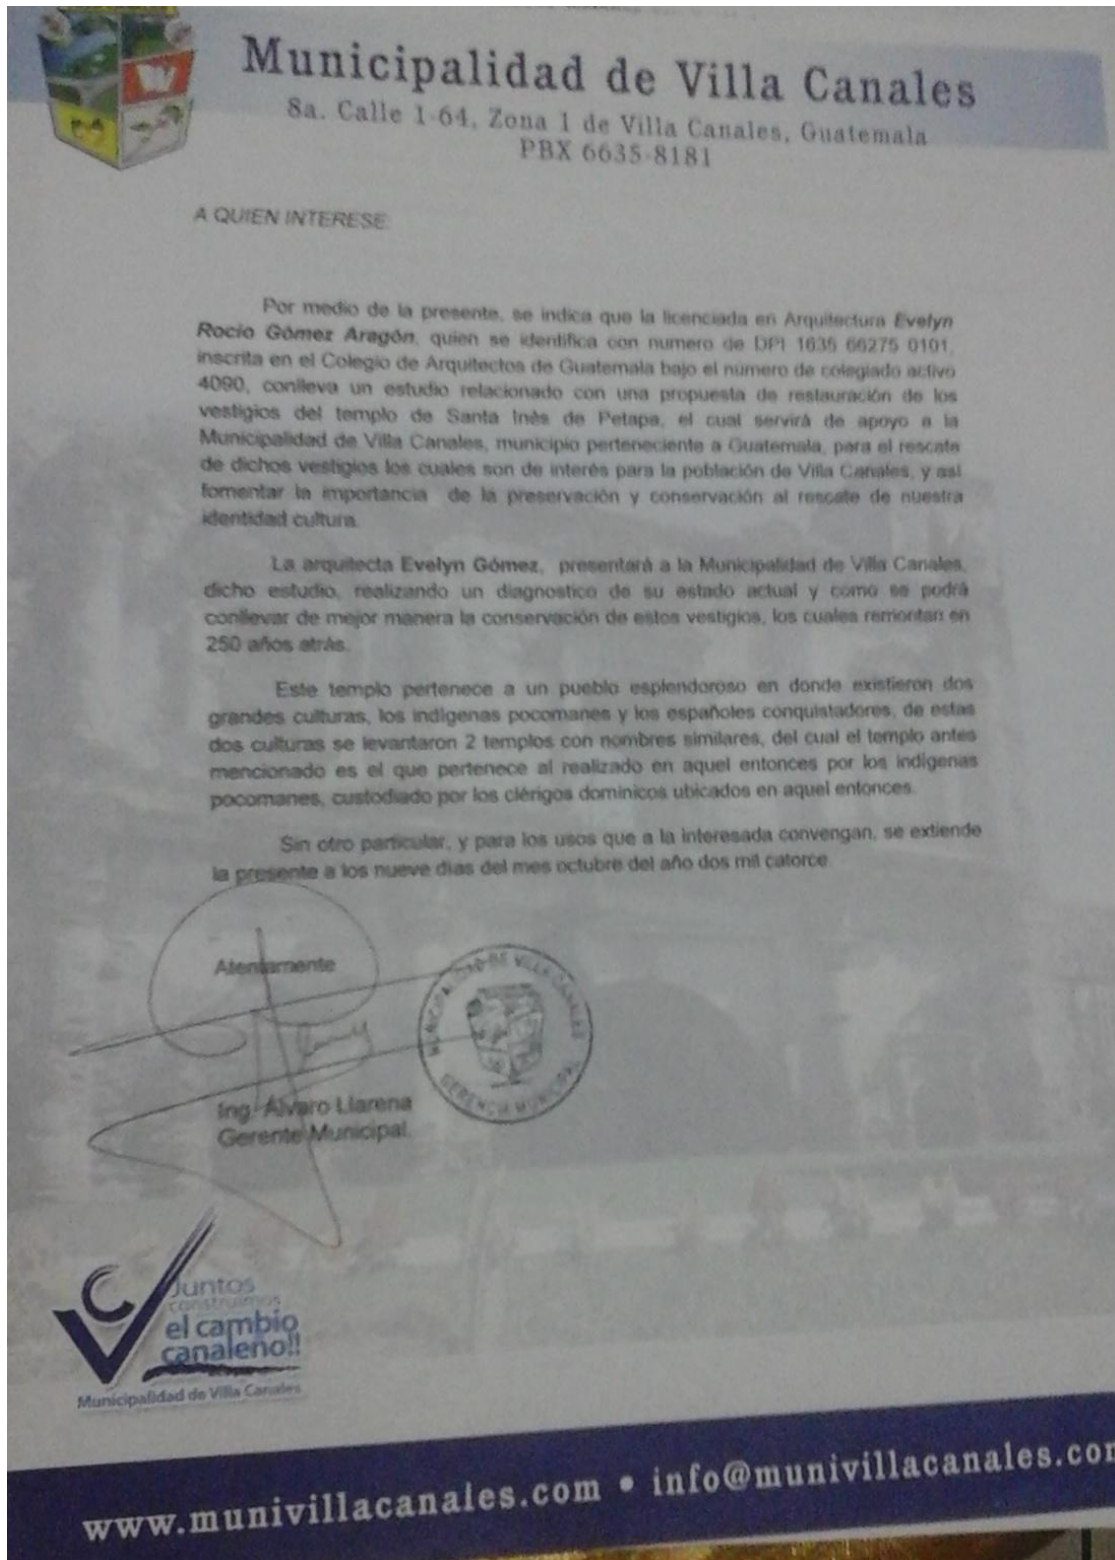 Municipalidad de Villa Canales
8a. Calle 1-64, Zona 1 de Villa Canales, Guatemala
PBX 6635-8181
A QUIEN INTERESE:
Por medio de la presente, se indica que la licenciada en Arquitectura Evelyn
Rocio Gómez Aragón, quien se identifica con numero de DPI 1635 66275 0101,
inscrita en el Colegio de Arquitectos de Guatemala bajo el número de colegiado activo
4090, conlleva un estudio relacionado con una propuesta de restauración de los
vestigios del templo de Santa Inés de Petapa, el cual servirá de apoyo a la
Municipalidad de Villa Canales, municipio perteneciente a Guatemala, para el rescate
de dichos vestigios los cuales son de interés para la población de Villa Canales, y así
fomentar la importancia de la preservación y conservación al rescate de nuestra
identidad cultura.
La arquitecta Evelyn Gómez, presentará a la Municipalidad de Villa Canales,
dicho estudio, realizando un diagnostico de su estado actual y como se podrá
conllevar de mejor manera la conservación de estos vestigios, los cuales remontan en
250 años atrás.
Este templo pertenece a un pueblo esplendoroso en donde existieron dos
grandes culturas, los indígenas pocomanes y los españoles conquistadores, de estas
dos culturas se levantaron 2 templos con nombres similares, del cual el templo antes
mencionado es el que pertenece al realizado en aquel entonces por los indígenas
pocomanes, custodiado por los clérigos dominicos ubicados en aquel entonces.
Sin otro particular, y para los usos que a la interesada convengan, se extiende
la presente a los nueve días del mes octubre del año dos mil catorce.
Atentamente
MUNICIPALIDAD DE VILLA CANALES
GERENCIA MUNICIPAL
Ing. Álvaro Llarena
Gerente Municipal.
VC
Juntos
construimos
el cambio
canaleño!!
Municipalidad de Villa Canales
www.munivillacanales.com • info@munivillacanales.com